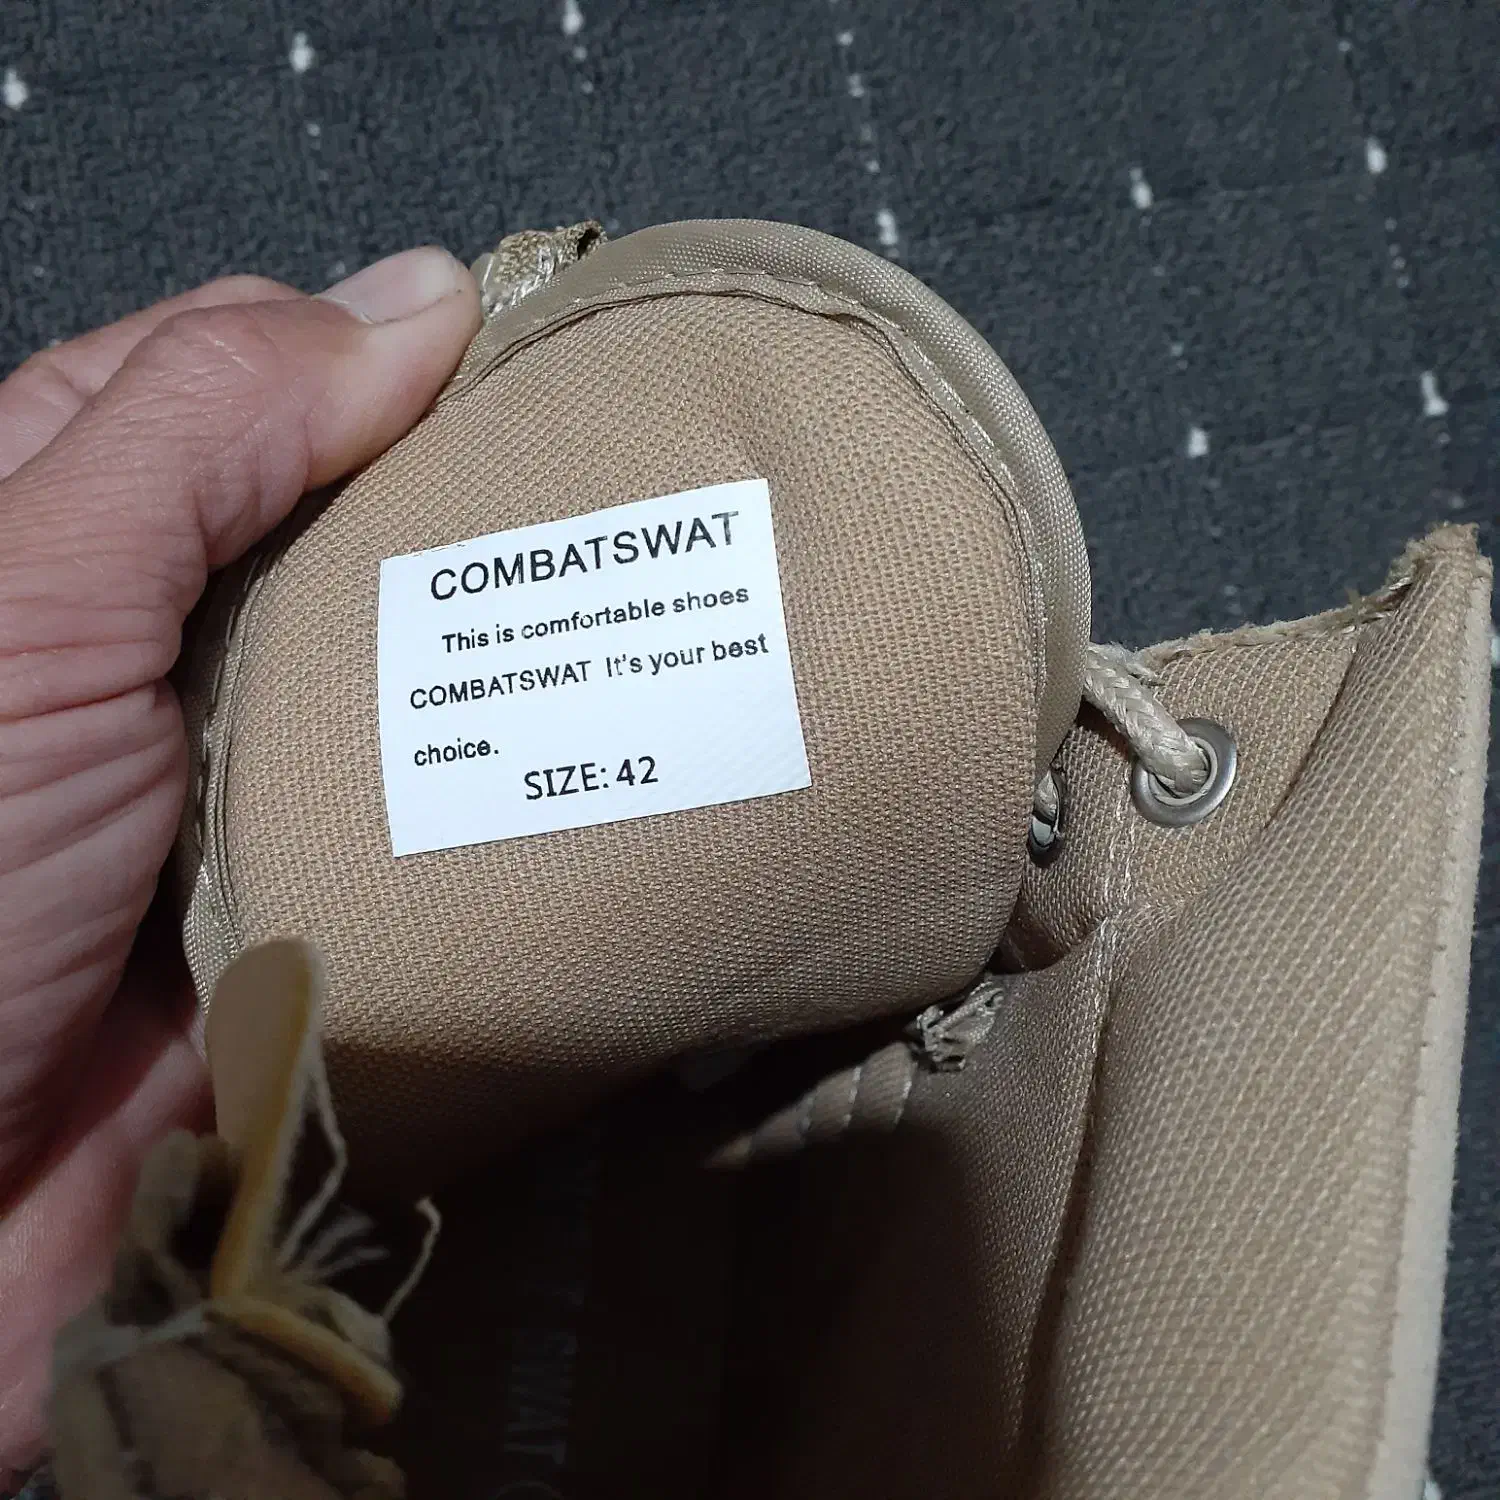 COMBATSWAT
This is comfortable shoes
COMBATSWAT It's your best
choice.
SIZE: 42